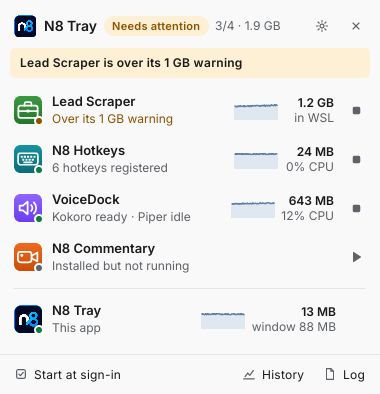 n8 N8 Tray Needs attention 3/4 · 1.9 GB
Lead Scraper is over its 1 GB warning
Lead Scraper 1.2 GB
Over its 1 GB warning in WSL
N8 Hotkeys 24 MB
6 hotkeys registered 0% CPU
VoiceDock 643 MB
Kokoro ready · Piper idle 12% CPU
N8 Commentary
Installed but not running
n8 N8 Tray 13 MB
This app window 88 MB
Start at sign-in History Log